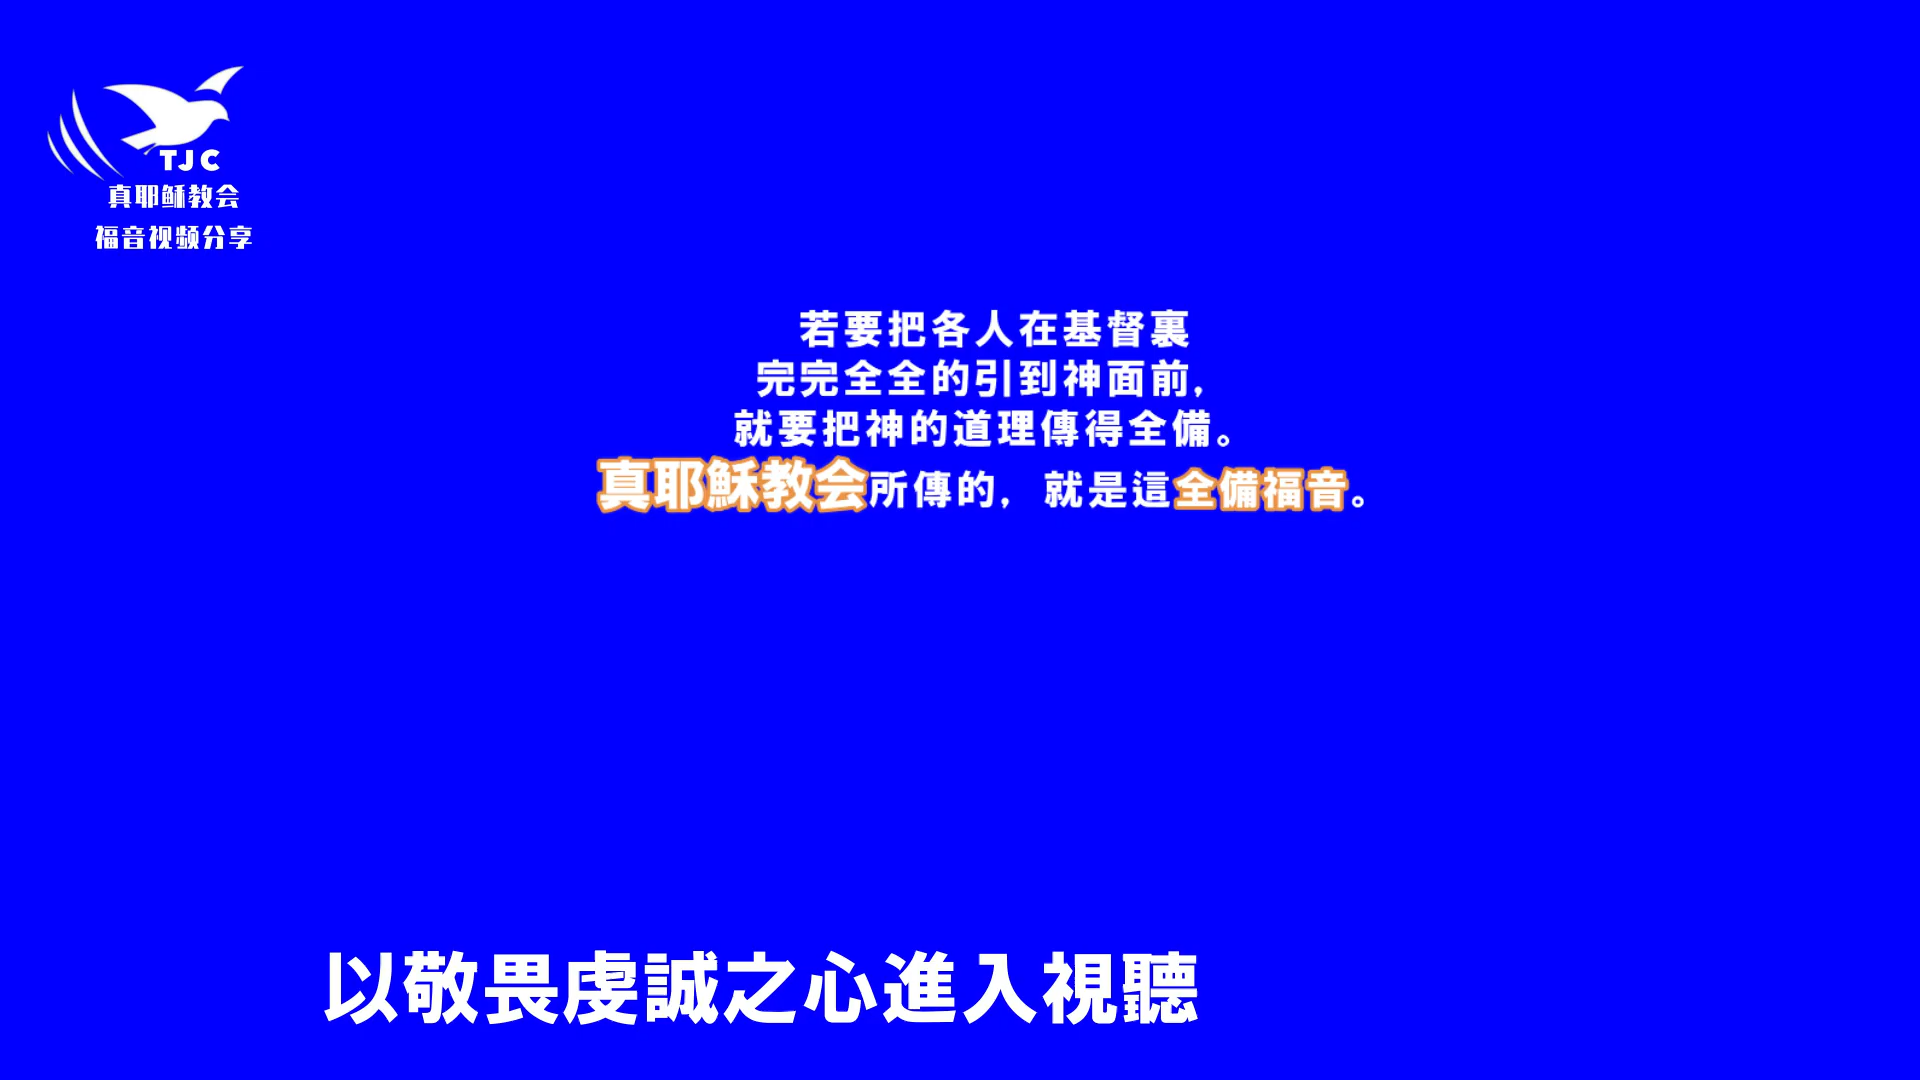 TJC
真耶稣教会
福音视频分享
若要把各人在基督裏
完完全全的引到神面前,
就要把神的道理傳得全備。
真耶穌教会所傳的, 就是這全備福音。
以敬畏虔誠之心進入視聽